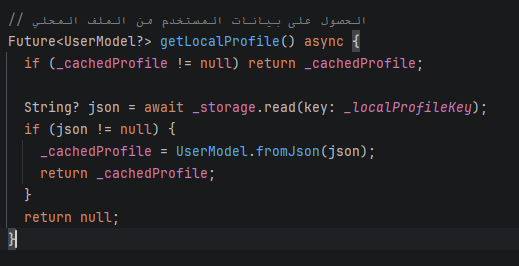 // الحصول على بيانات المستخدم من الملف المحلي
Future<UserModel?> getLocalProfile() async {
  if (_cachedProfile != null) return _cachedProfile;

  String? json = await _storage.read(key: _localProfileKey);
  if (json != null) {
    _cachedProfile = UserModel.fromJson(json);
    return _cachedProfile;
  }
  return null;
}